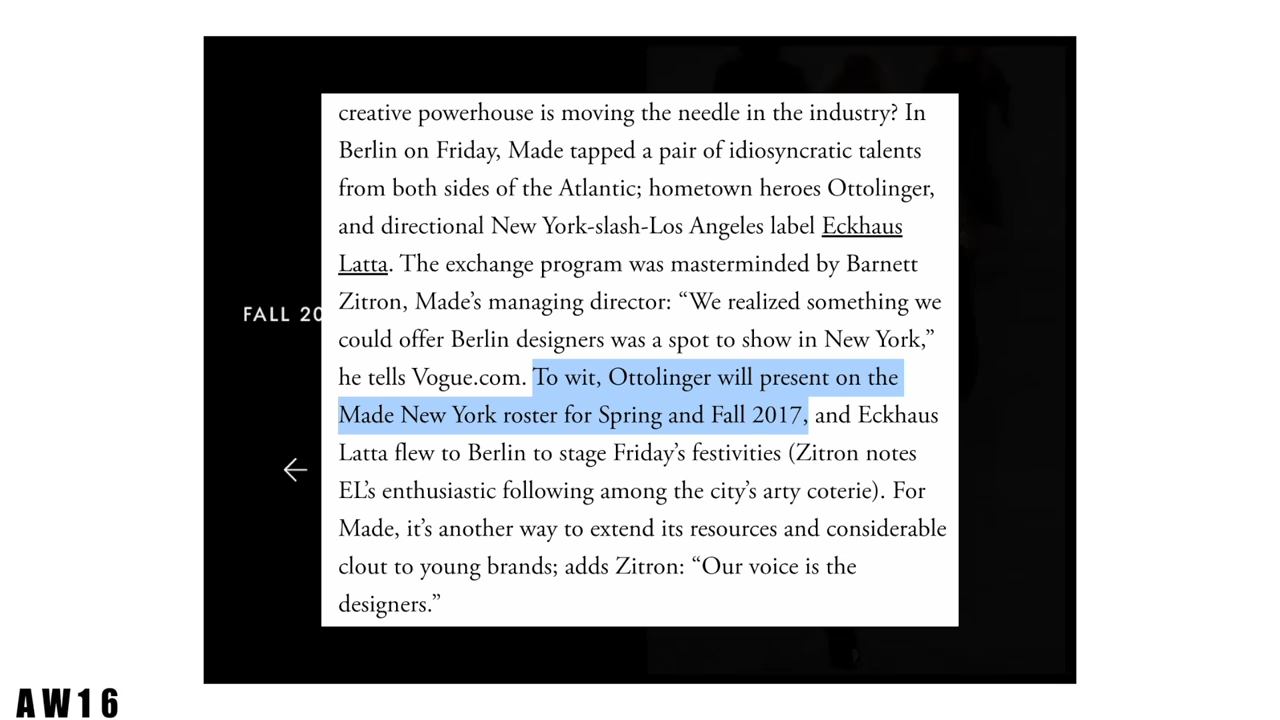 creative powerhouse is moving the needle in the industry? In
Berlin on Friday, Made tapped a pair of idiosyncratic talents
from both sides of the Atlantic; hometown heroes Ottolinger,
and directional New York-slash-Los Angeles label Eckhaus
Latta. The exchange program was masterminded by Barnett
Zitron, Made’s managing director: “We realized something we
FALL 20
could offer Berlin designers was a spot to show in New York,”
he tells Vogue.com. To wit, Ottolinger will present on the
Made New York roster for Spring and Fall 2017, and Eckhaus
Latta flew to Berlin to stage Friday’s festivities (Zitron notes
EL’s enthusiastic following among the city’s arty coterie). For
Made, it’s another way to extend its resources and considerable
clout to young brands; adds Zitron: “Our voice is the
designers.”
AW16